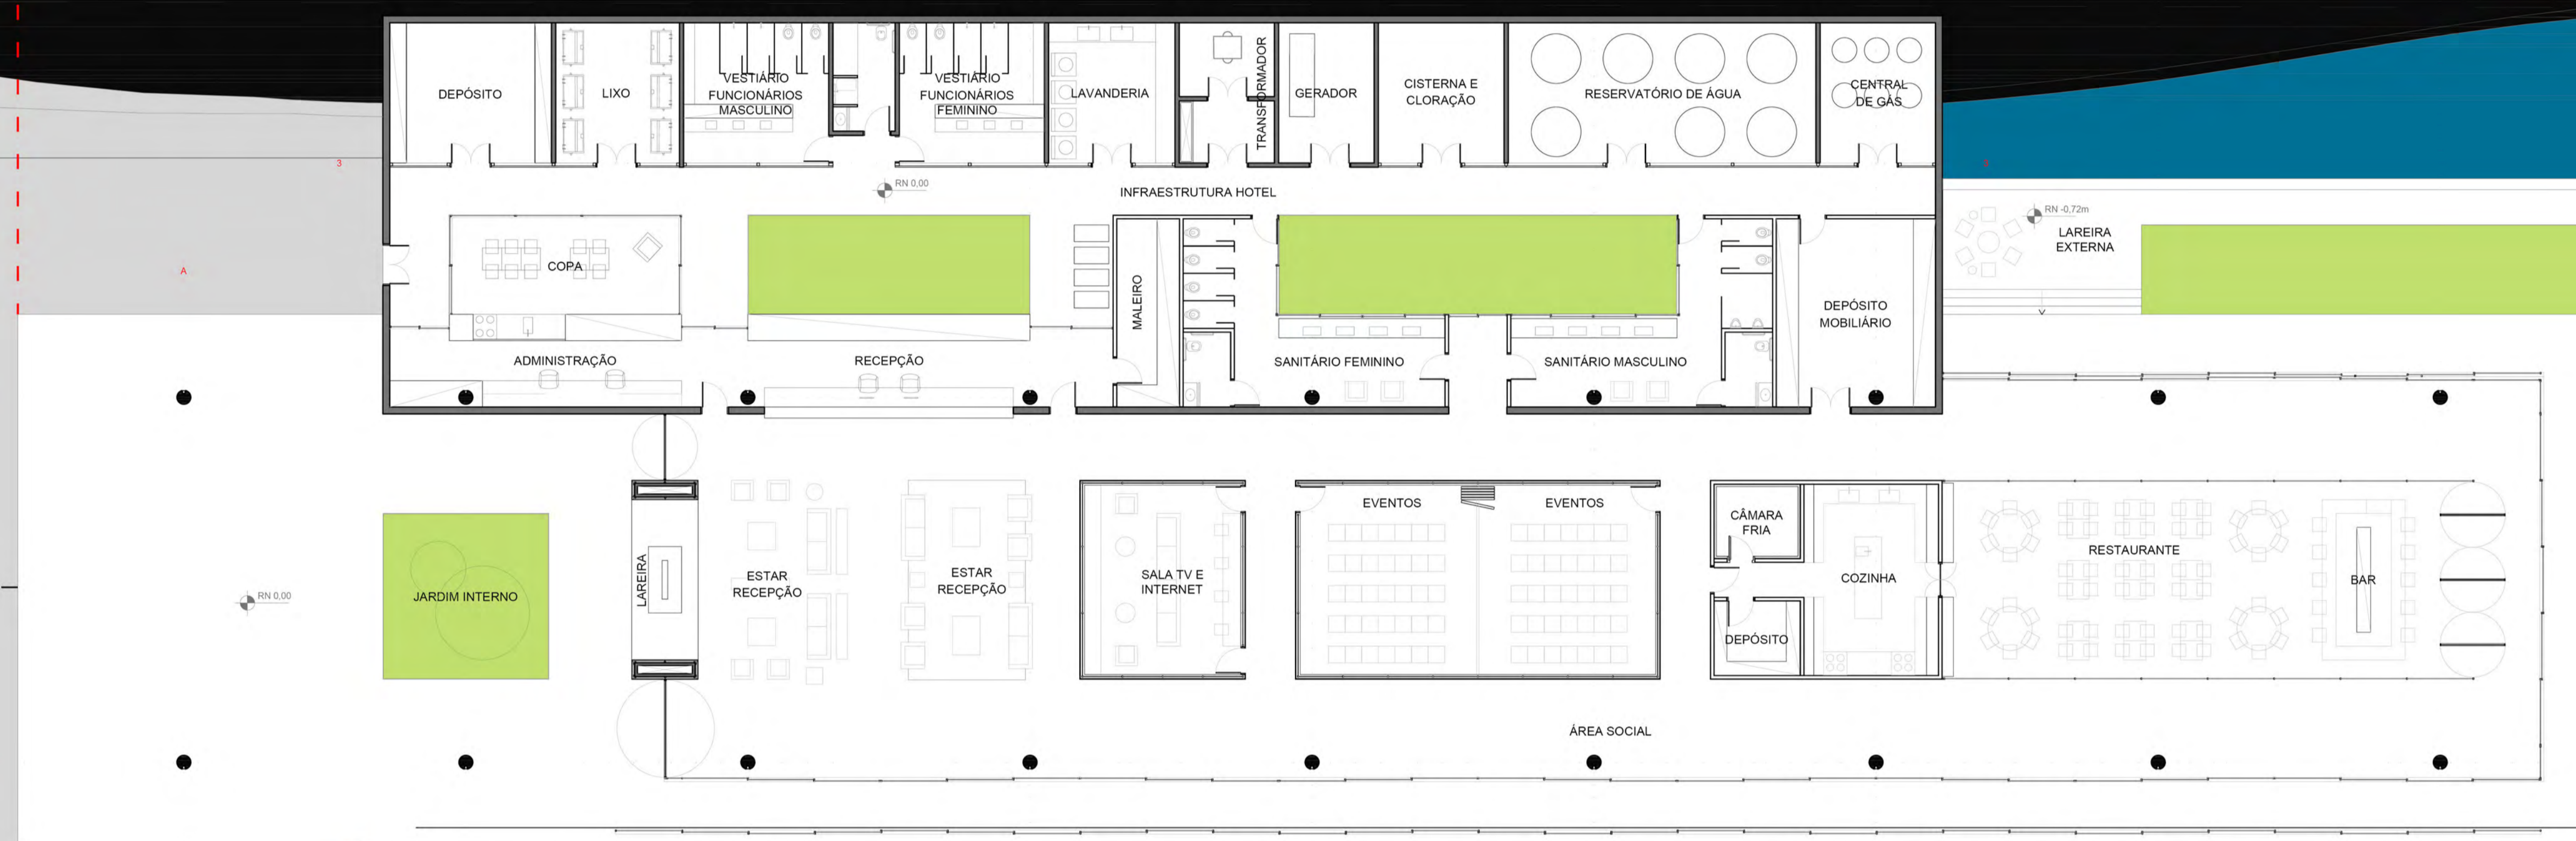 DEPÓSITO
LIXO
VESTIÁRIO
FUNCIONÁRIOS
MASCULINO
VESTIÁRIO
FUNCIONÁRIOS
FEMININO
LAVANDERIA
TRANSFORMADOR
GERADOR
CISTERNA E
CLORAÇÃO
RESERVATÓRIO DE ÁGUA
CENTRAL
DE GÁS
3
RN 0,00
INFRAESTRUTURA HOTEL
RN -0,72m
LAREIRA
EXTERNA
A
COPA
MALEIRO
DEPÓSITO
MOBILIÁRIO
ADMINISTRAÇÃO
RECEPÇÃO
SANITÁRIO FEMININO
SANITÁRIO MASCULINO
EVENTOS
EVENTOS
CÂMARA
FRIA
RESTAURANTE
LAREIRA
ESTAR
RECEPÇÃO
ESTAR
RECEPÇÃO
SALA TV E
INTERNET
COZINHA
BAR
RN 0,00
JARDIM INTERNO
DEPÓSITO
ÁREA SOCIAL